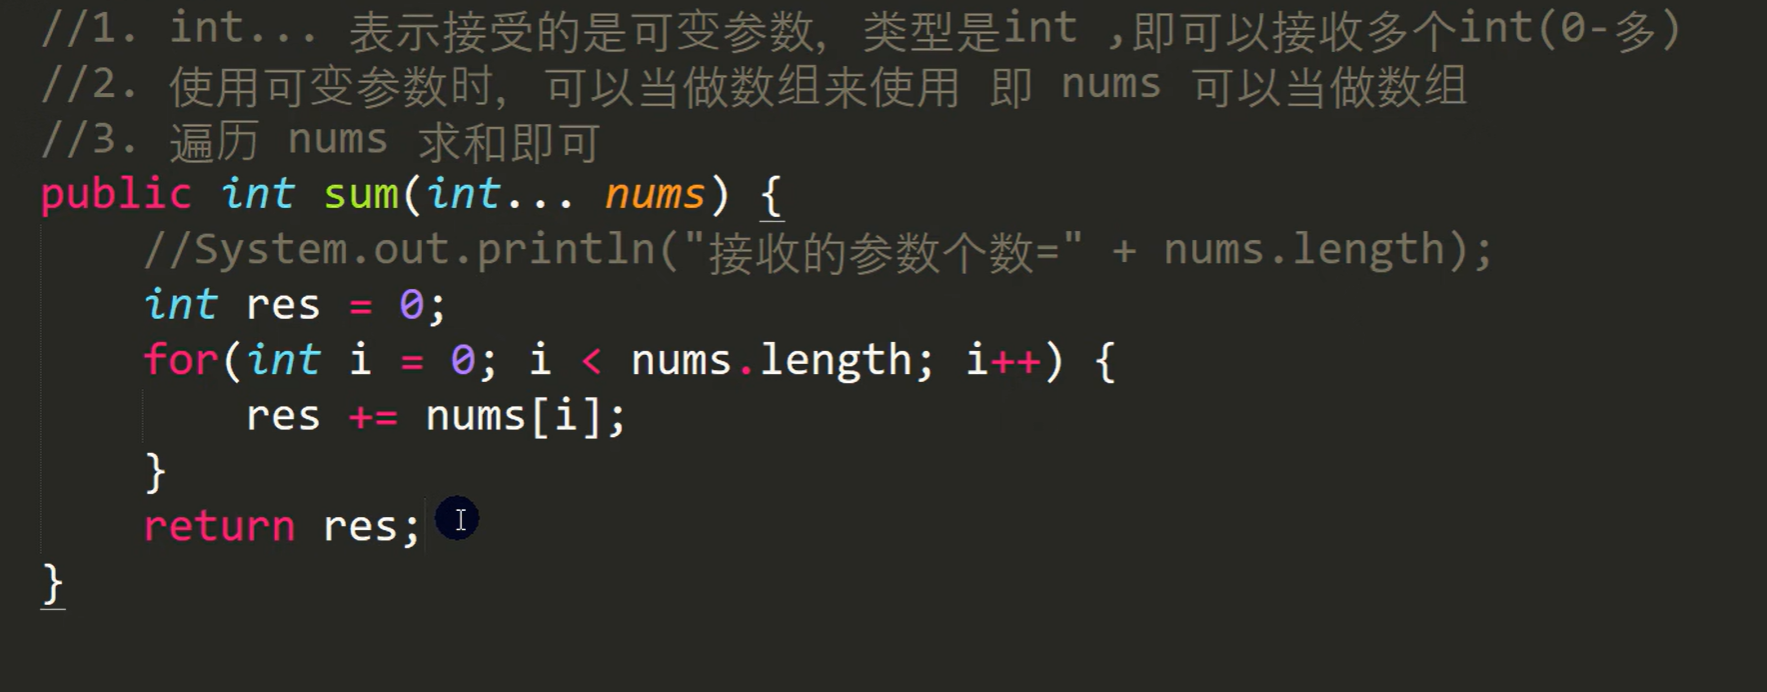 //1. int... 表示接受的是可变参数, 类型是int ,即可以接收多个int(0-多)
//2. 使用可变参数时, 可以当做数组来使用 即 nums 可以当做数组
//3. 遍历 nums 求和即可
public int sum(int... nums) {
//System.out.println("接收的参数个数=" + nums.length);
int res = 0;
for(int i = 0; i < nums.length; i++) {
res += nums[i];
}
return res;
}